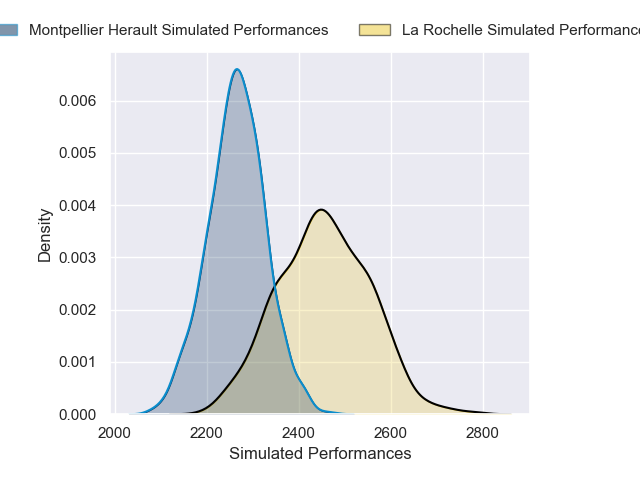 Montpellier Herault Simulated Performances
La Rochelle Simulated Performance
0.006
0.005
0.004
0.003
0.002
0.001
0.000
Density
2000 2200 2400 2600 2800
Simulated Performances